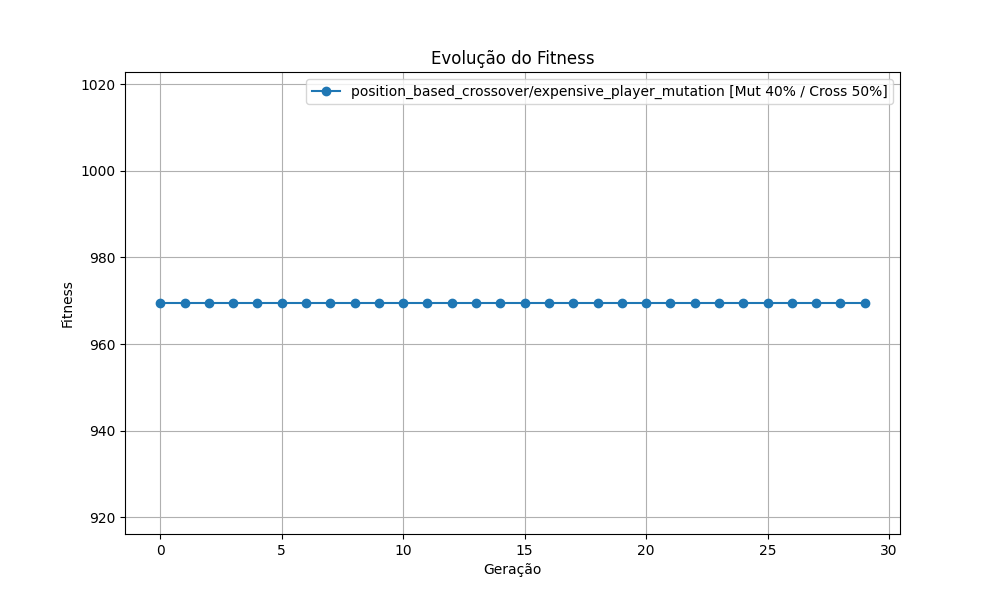 Evolução do Fitness
position_based_crossover/expensive_player_mutation [Mut 40% / Cross 50%]
Fitness
1020
1000
980
960
940
920
0 5 10 15 20 25 30
Geração